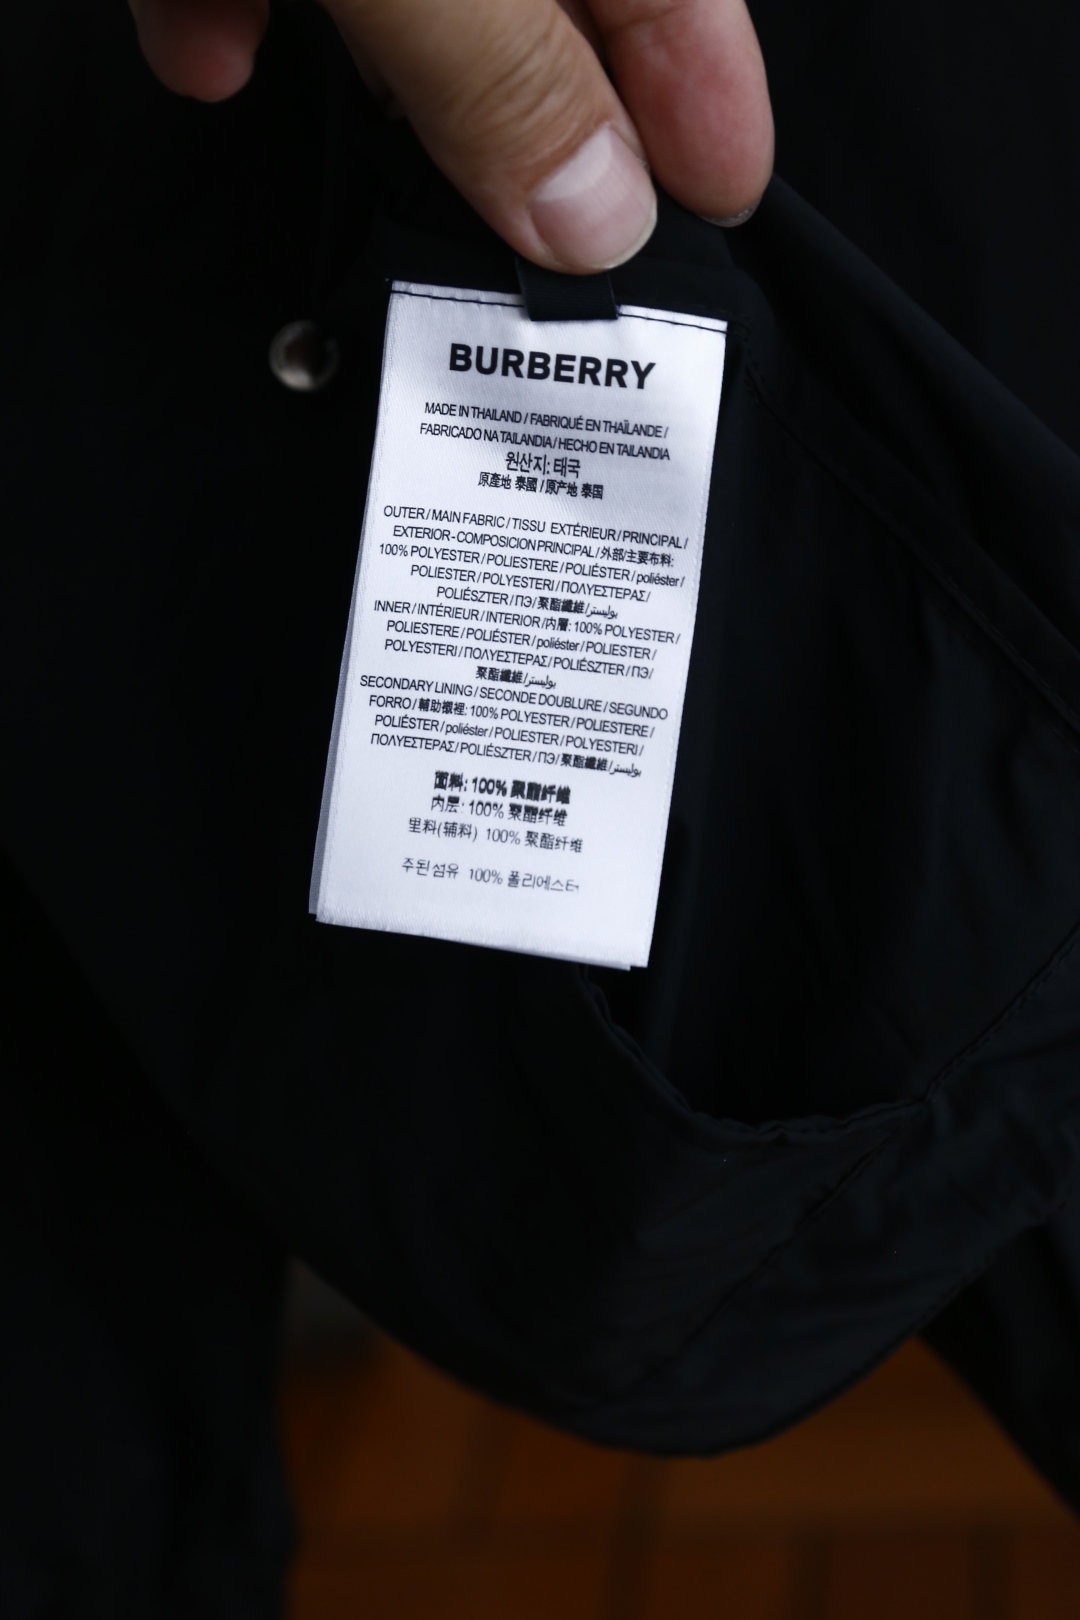 BURBERRY
MADE IN THAILAND / FABRIQUÉ EN THAÏLANDE /
FABRICADO NA TAILANDIA / HECHO EN TAILANDIA
원산지: 태국
原產地 泰國 / 原产地 泰国
OUTER / MAIN FABRIC / TISSU EXTÉRIEUR / PRINCIPAL /
EXTERIOR - COMPOSICION PRINCIPAL / 外部/主要布料:
100% POLYESTER / POLIESTERE / POLIÉSTER / poliéster /
POLIESTER / POLYESTERI / ΠΟΛΥΕΣΤΕΡΑΣ /
POLIÉSZTER / ПЭ / 聚酯纖維 / بوليستر
INNER / INTÉRIEUR / INTERIOR / 内層: 100% POLYESTER /
POLIESTERE / POLIÉSTER / poliéster / POLIESTER /
POLYESTERI / ΠΟΛΥΕΣΤΕΡΑΣ / POLIÉSZTER / ПЭ /
聚酯纖維 / بوليستر
SECONDARY LINING / SECONDE DOUBLURE / SEGUNDO
FORRO / 輔助襯裡: 100% POLYESTER / POLIESTERE /
POLIÉSTER / poliéster / POLIESTER / POLYESTERI /
ΠΟΛΥΕΣΤΕΡΑΣ / POLIÉSZTER / ПЭ / 聚酯纖維 / بوليستر
面料: 100% 聚酯纤维
内层: 100% 聚酯纤维
里料(辅料) 100% 聚酯纤维
주된섬유 100% 폴리에스터